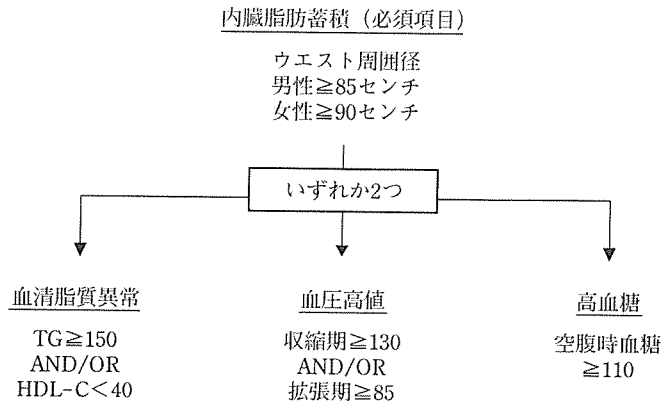 内臓脂肪蓄積（必須項目）
ウエスト周囲径
男性≧85センチ
女性≧90センチ
いずれか2つ
血清脂質異常
TG≧150
AND/OR
HDL-C＜40
血圧高値
収縮期≧130
AND/OR
拡張期≧85
高血糖
空腹時血糖
≧110